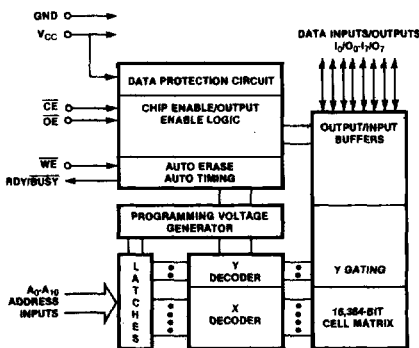 GND
VCC
DATA INPUTS/OUTPUTS
I0/O0-I7/O7
DATA PROTECTION CIRCUIT
CE
OE
CHIP ENABLE/OUTPUT
ENABLE LOGIC
OUTPUT/INPUT
BUFFERS
WE
RDY/BUSY
AUTO ERASE
AUTO TIMING
PROGRAMMING VOLTAGE
GENERATOR
A0-A10
ADDRESS
INPUTS
LATCHES
Y
DECODER
Y GATING
X
DECODER
16,384-BIT
CELL MATRIX